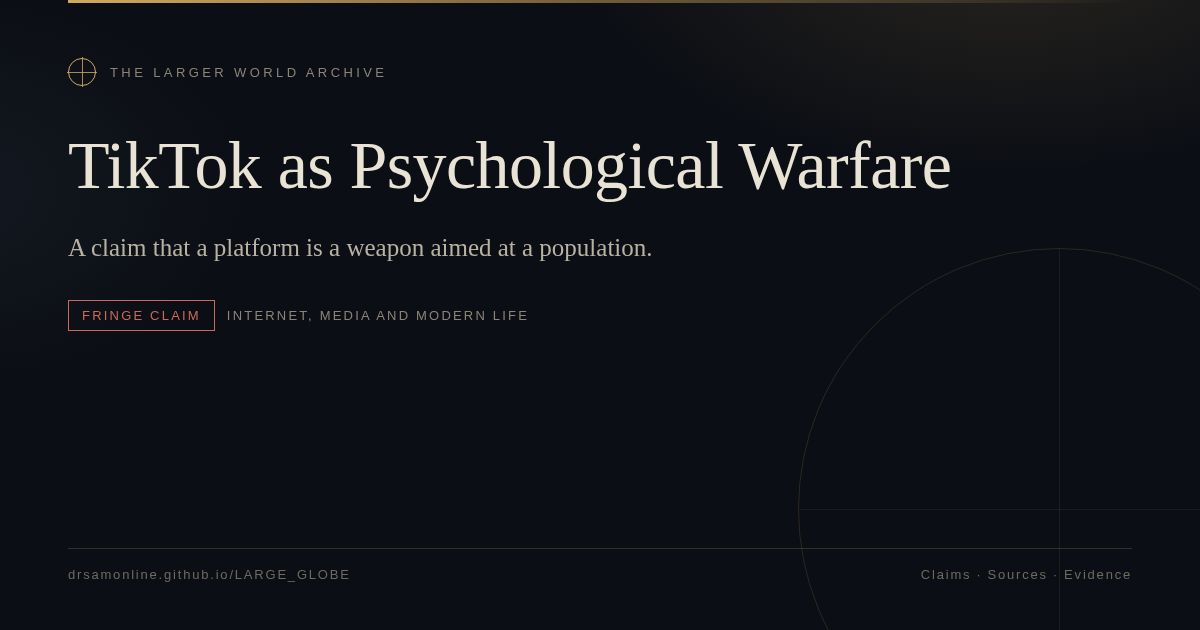 THE LARGER WORLD ARCHIVE
TikTok as Psychological Warfare
A claim that a platform is a weapon aimed at a population.
FRINGE CLAIM INTERNET, MEDIA AND MODERN LIFE
drsamonline.github.io/LARGE_GLOBE Claims · Sources · Evidence